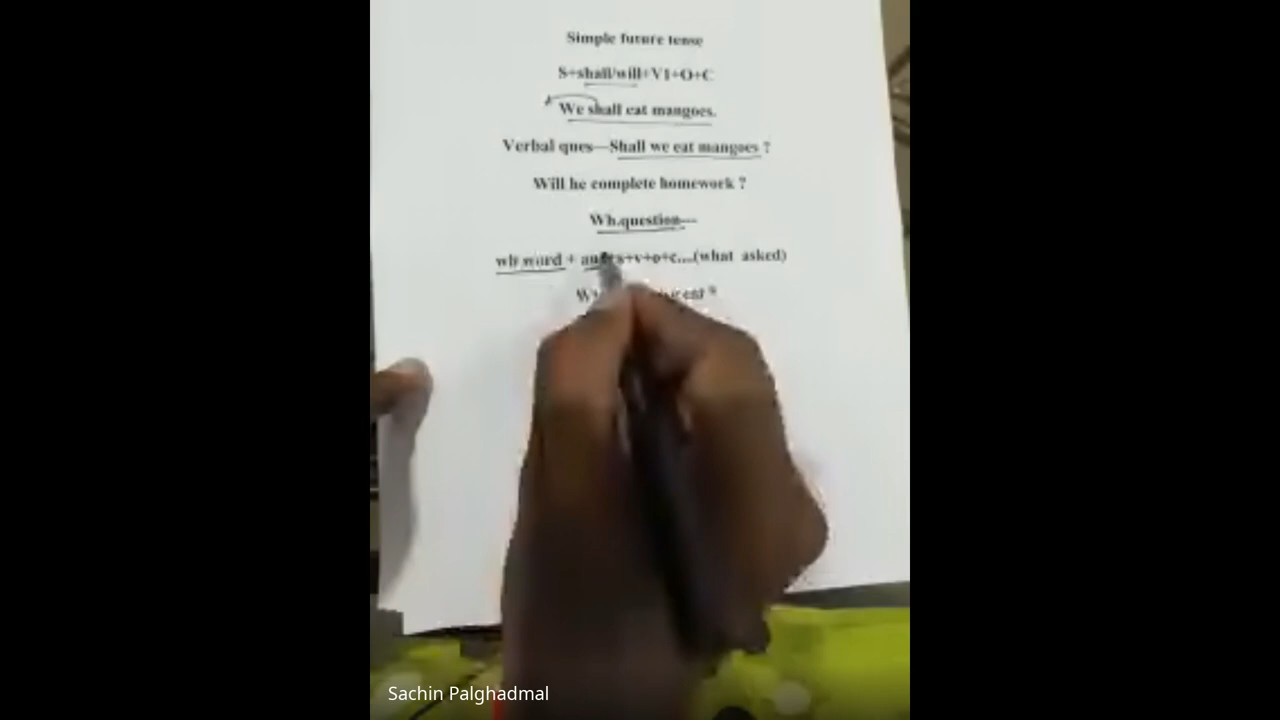 Simple future tense
S+shall/will+V1+O+C
We shall eat mangoes.
Verbal ques—Shall we eat mangoes ?
Will he complete homework ?
Wh.question---
wh word + +v+o+c....(what asked)
eat ?
Sachin Palghadmal